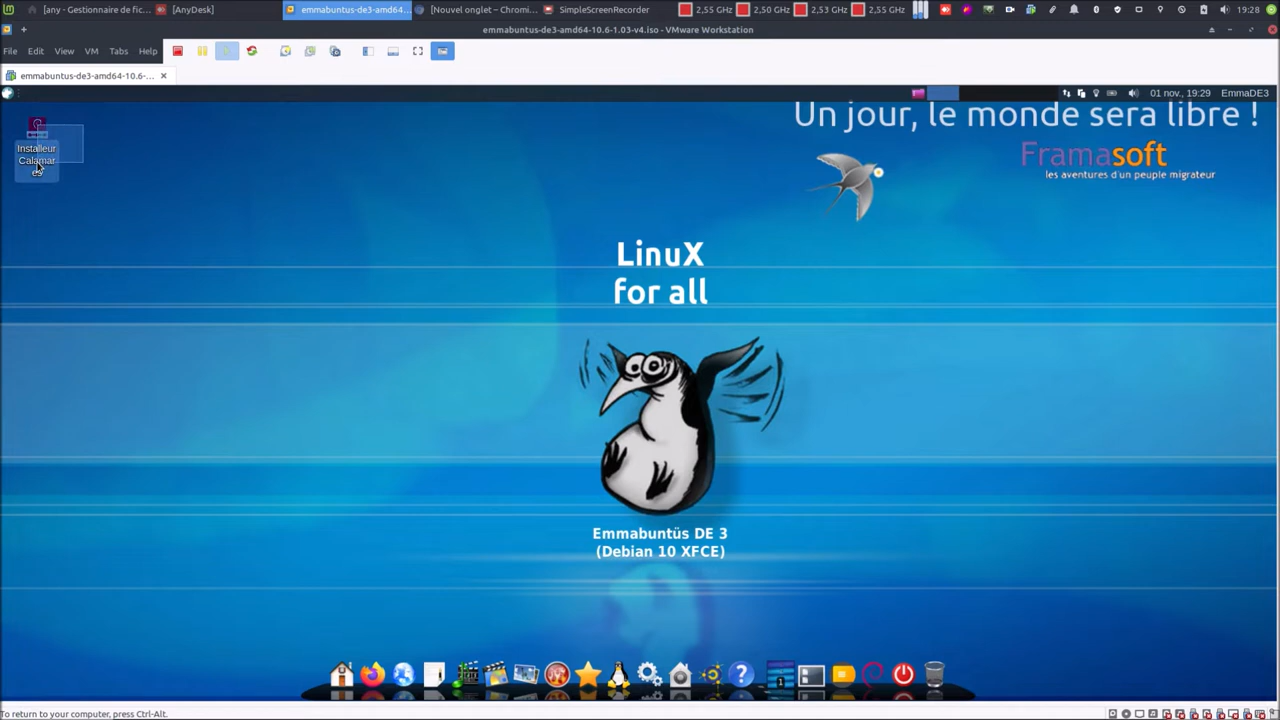 [any - Gestionnaire de fic...
(AnyDesk)
emmabuntus-de3-amd64...
[Nouvel onglet – Chromi...
SimpleScreenRecorder
2,55 GHz
2,50 GHz
2,53 GHz
2,55 GHz
19:28
emmabuntus-de3-amd64-10.6-1.03-v4.iso - VMware Workstation
File
Edit
View
VM
Tabs
Help
emmabuntus-de3-amd64-10.6-...
01 nov., 19:29
EmmaDE3
Un jour, le monde sera libre !
Framasoft
les aventures d'un peuple migrateur
Installeur
Calamar
LinuX
for all
Emmabuntüs DE 3
(Debian 10 XFCE)
1
To return to your computer, press Ctrl-Alt.